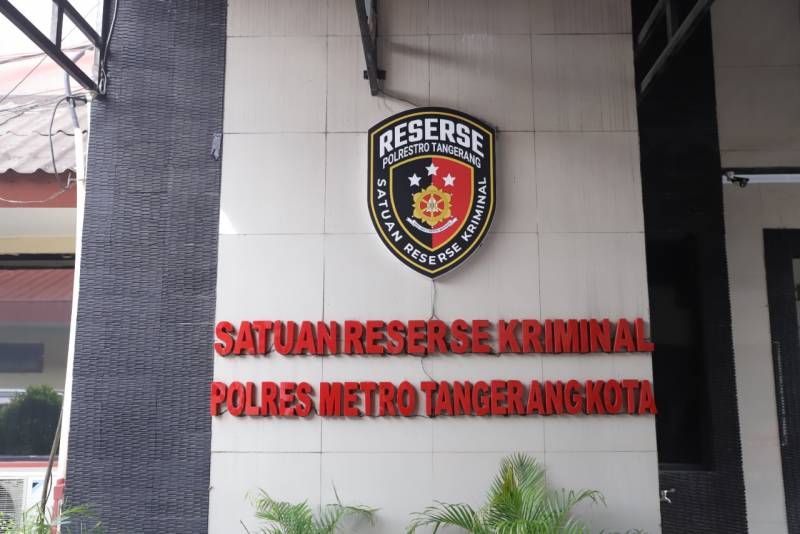 RESERSE
POLRESTRO TANGERANG
SATUAN RESERSE KRIMINAL
SATUAN RESERSE KRIMINAL
POLRES METRO TANGERANG KOTA